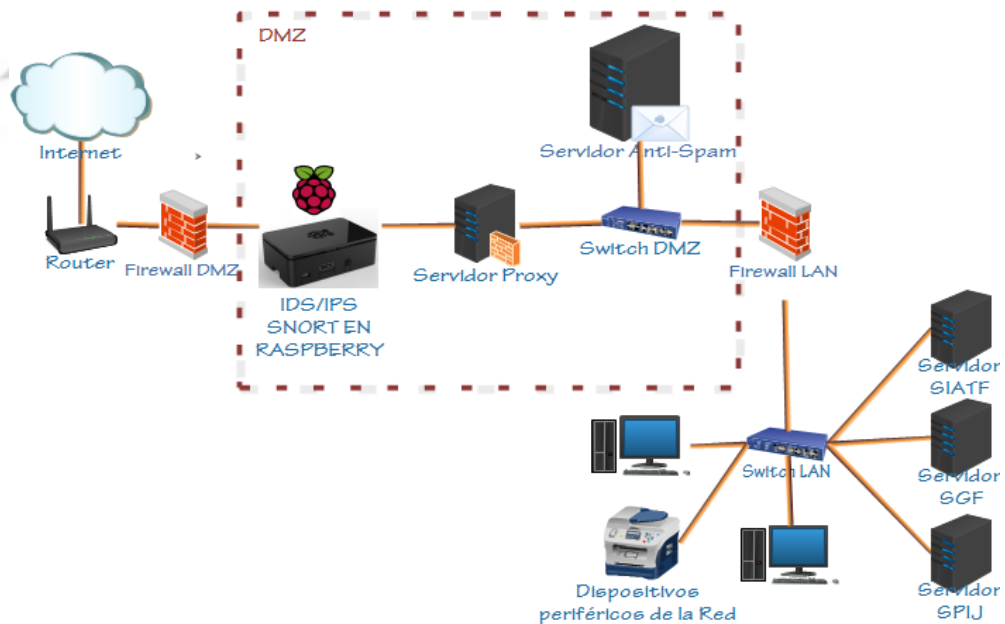 DMZ
Internet
Servidor Anti-Spam
Router
Firewall DMZ
Servidor Proxy
Switch DMZ
Firewall LAN
IDS/IPS
SNORT EN
RASPBERRY
Servidor
SIATF
Switch LAN
Servidor
SGF
Dispositivos
periféricos de la Red
Servidor
SPIJ